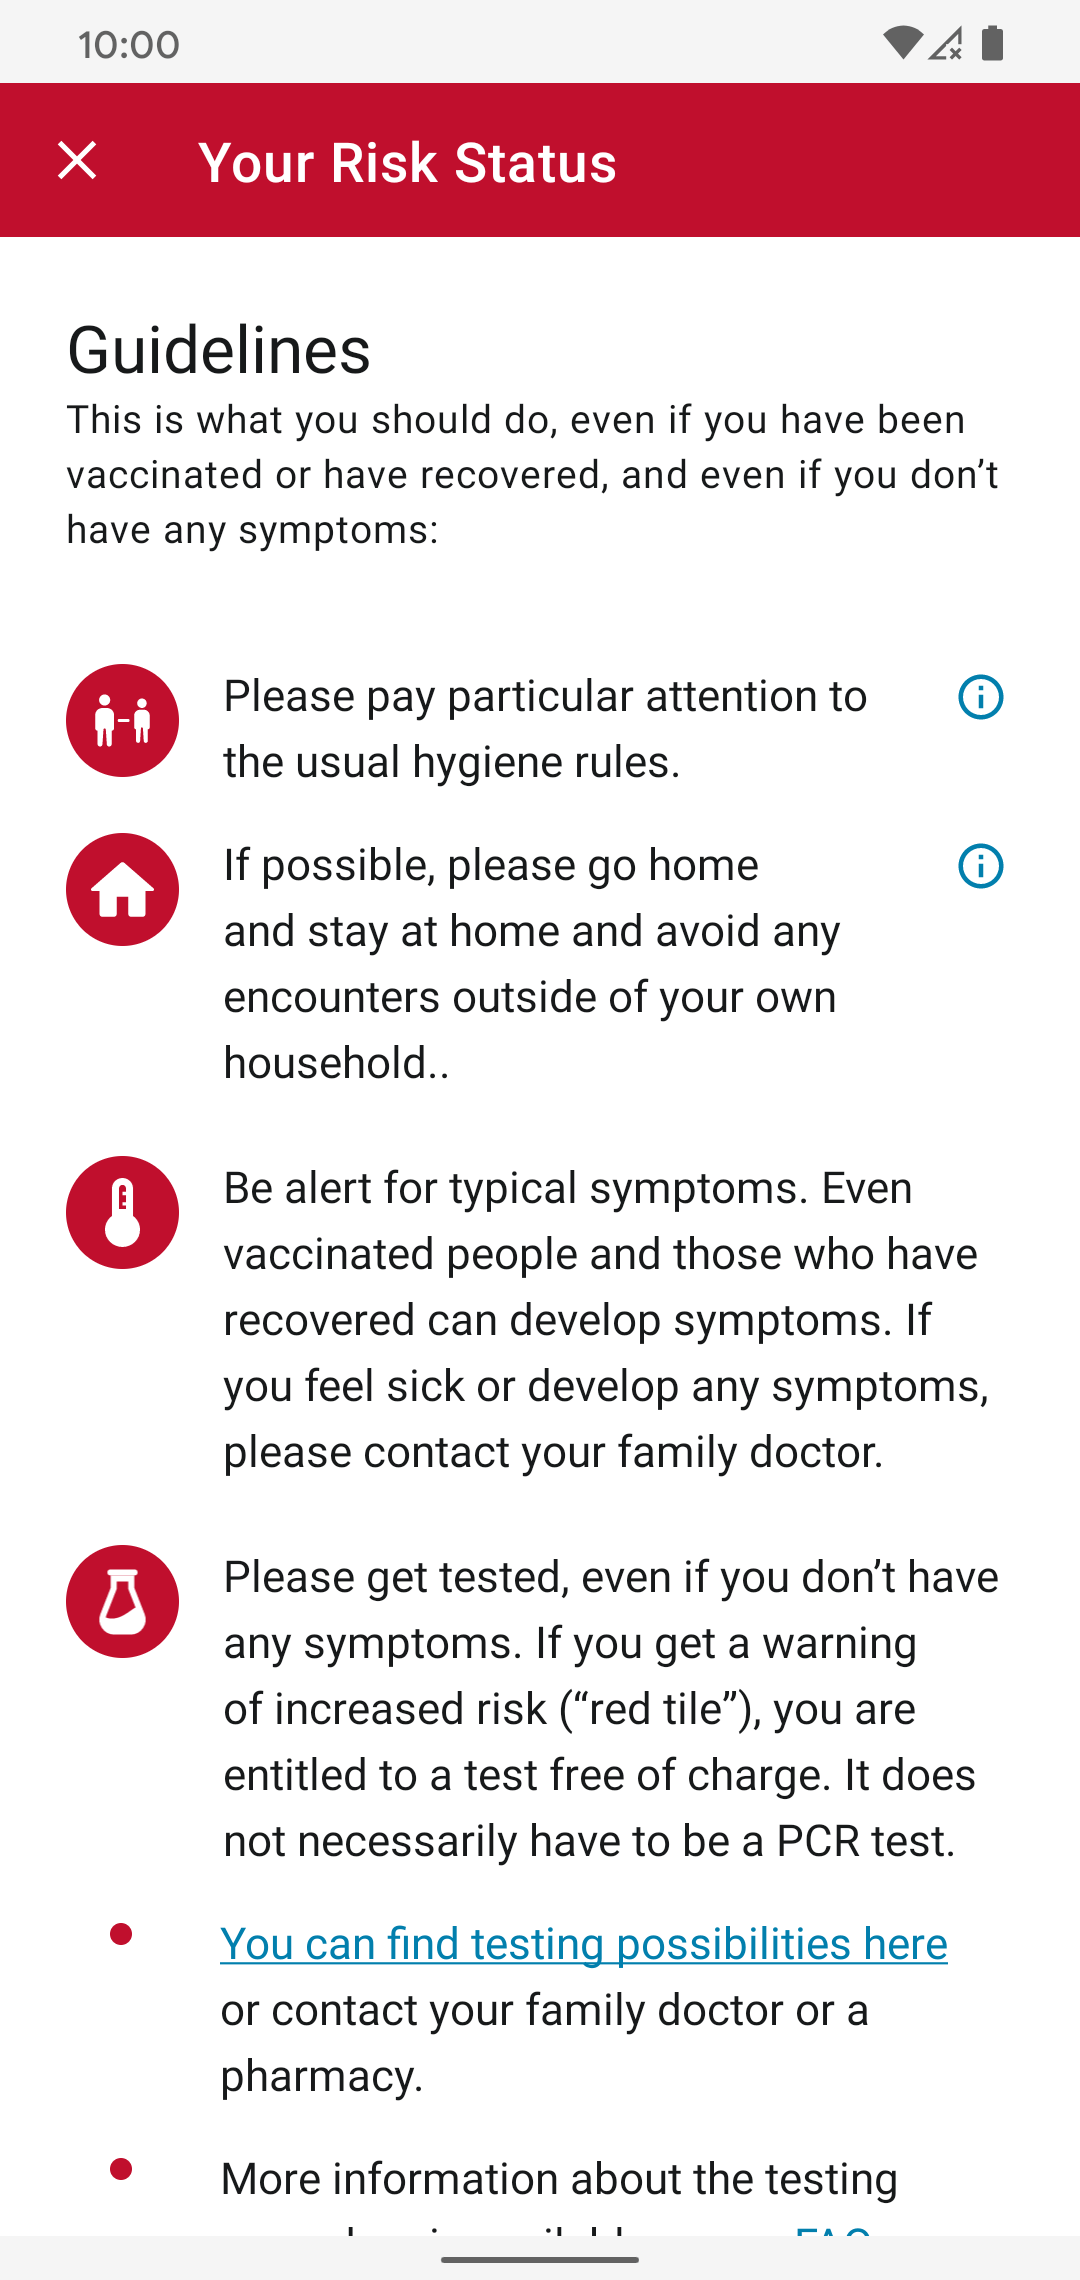 10:00
Your Risk Status
Guidelines
This is what you should do, even if you have been
vaccinated or have recovered, and even if you don’t
have any symptoms:
Please pay particular attention to
the usual hygiene rules.
If possible, please go home
and stay at home and avoid any
encounters outside of your own
household..
Be alert for typical symptoms. Even
vaccinated people and those who have
recovered can develop symptoms. If
you feel sick or develop any symptoms,
please contact your family doctor.
Please get tested, even if you don’t have
any symptoms. If you get a warning
of increased risk (“red tile”), you are
entitled to a test free of charge. It does
not necessarily have to be a PCR test.
You can find testing possibilities here
or contact your family doctor or a
pharmacy.
More information about the testing
FAQ